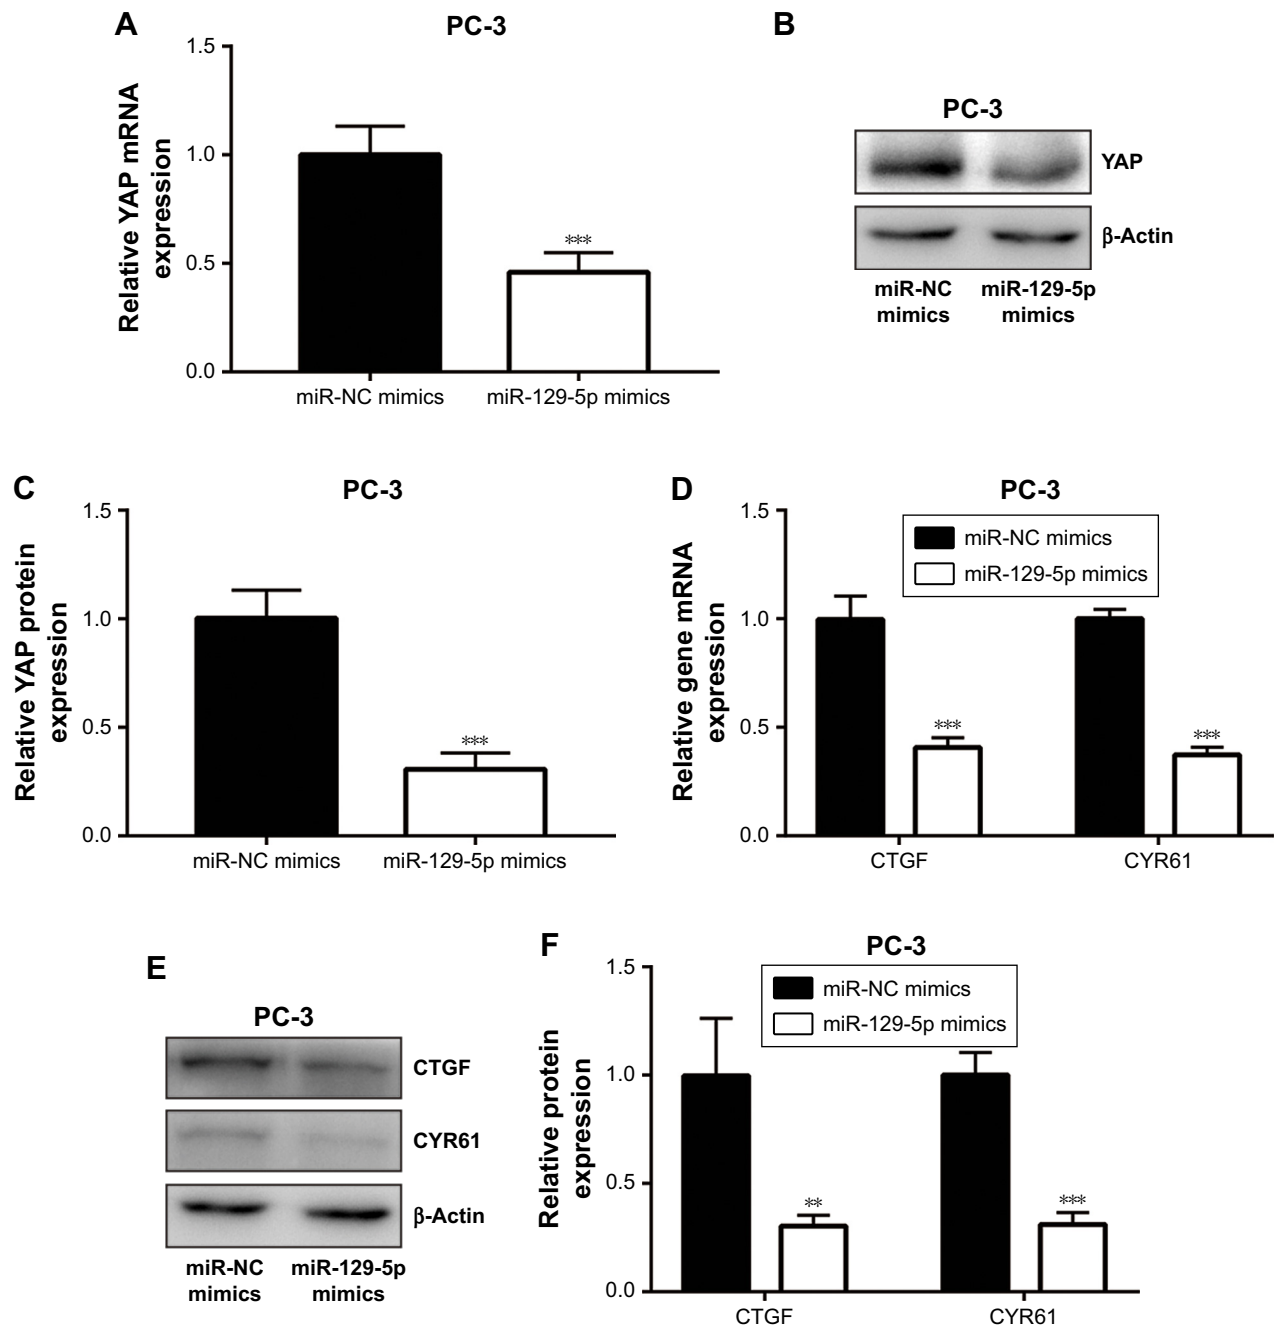 A
PC-3
Relative YAP mRNA
expression
1.5
1.0
0.5
0.0
***
miR-NC mimics
miR-129-5p mimics
B
PC-3
YAP
β-Actin
miR-NC
mimics
miR-129-5p
mimics
C
PC-3
Relative YAP protein
expression
1.5
1.0
0.5
0.0
***
miR-NC mimics
miR-129-5p mimics
D
PC-3
Relative gene mRNA
expression
1.5
1.0
0.5
0.0
miR-NC mimics
miR-129-5p mimics
***
***
CTGF
CYR61
E
PC-3
CTGF
CYR61
β-Actin
miR-NC
mimics
miR-129-5p
mimics
F
PC-3
Relative protein
expression
1.5
1.0
0.5
0.0
miR-NC mimics
miR-129-5p mimics
**
***
CTGF
CYR61